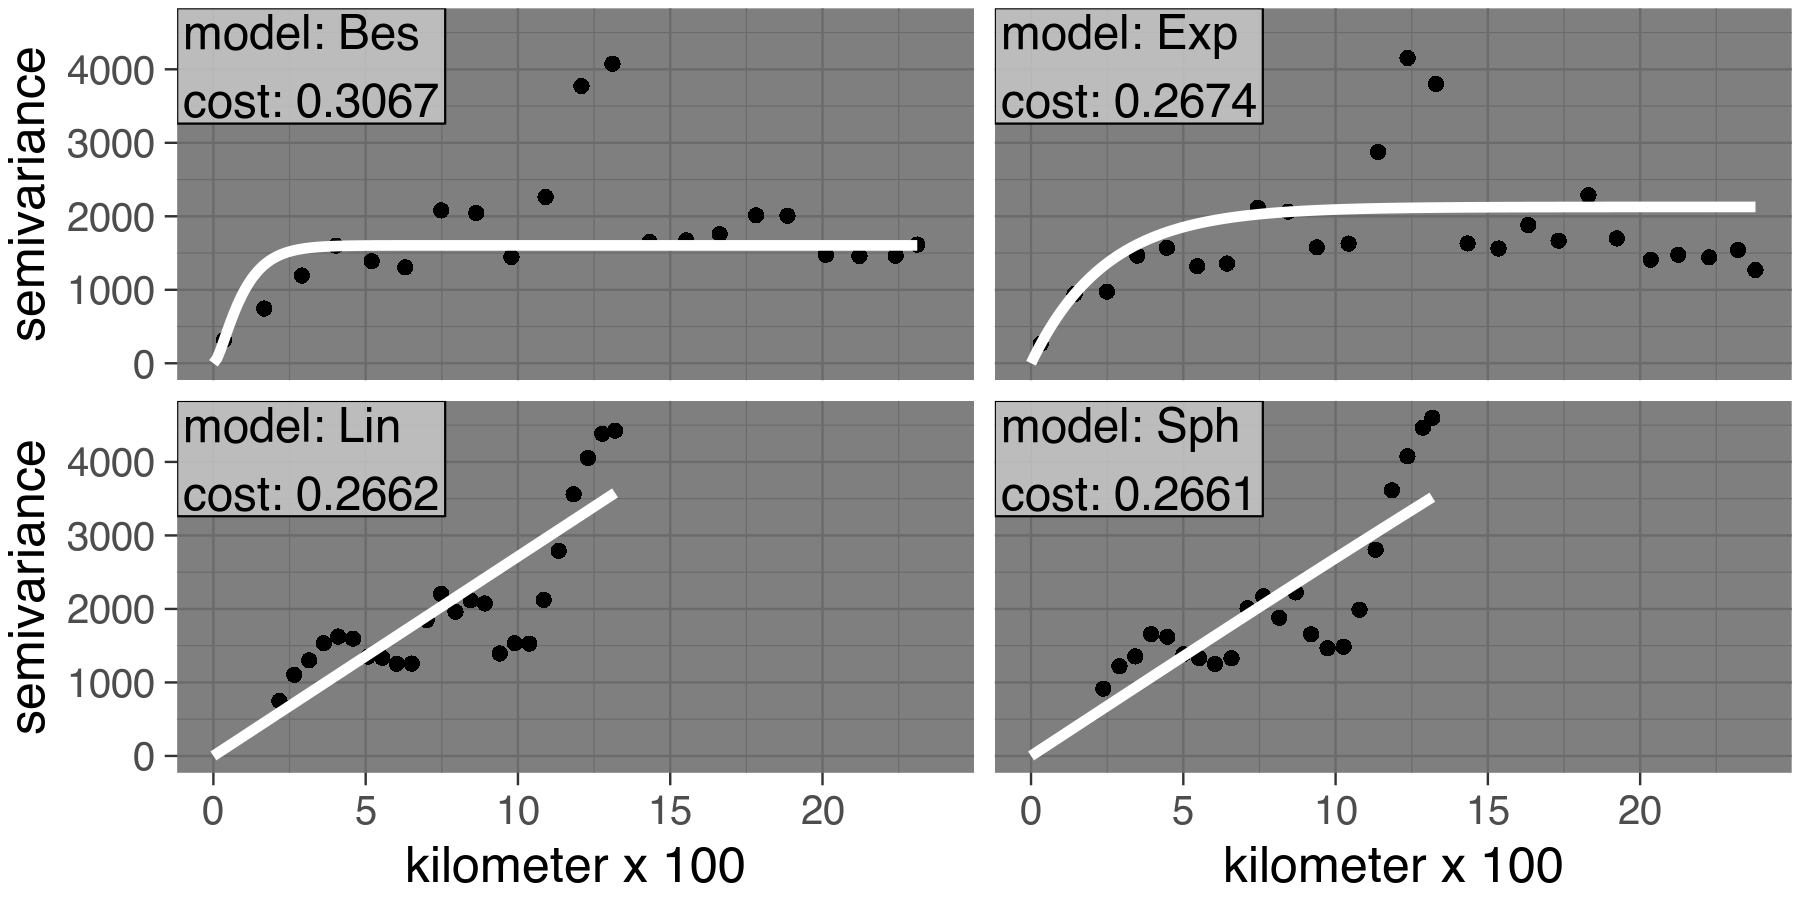 model: Bes
cost: 0.3067
model: Exp
cost: 0.2674
semivariance
4000
3000
2000
1000
0
model: Lin
cost: 0.2662
model: Sph
cost: 0.2661
semivariance
4000
3000
2000
1000
0
0 5 10 15 20
0 5 10 15 20
kilometer x 100
kilometer x 100